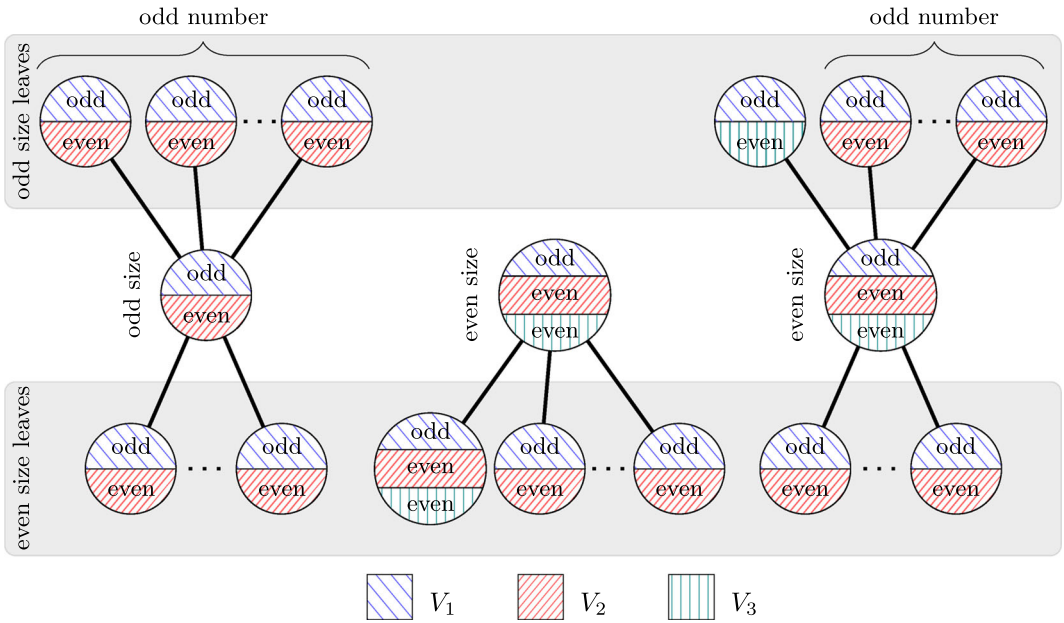 odd number odd number
odd size leaves
odd odd ... odd odd odd ... odd
even even even even even even
odd size
odd
even
even size
odd
even
even
even size
odd
even
even
even size leaves
odd ... odd odd odd ... odd odd ... odd
even even even even even even even
even
V₁ V₂ V₃